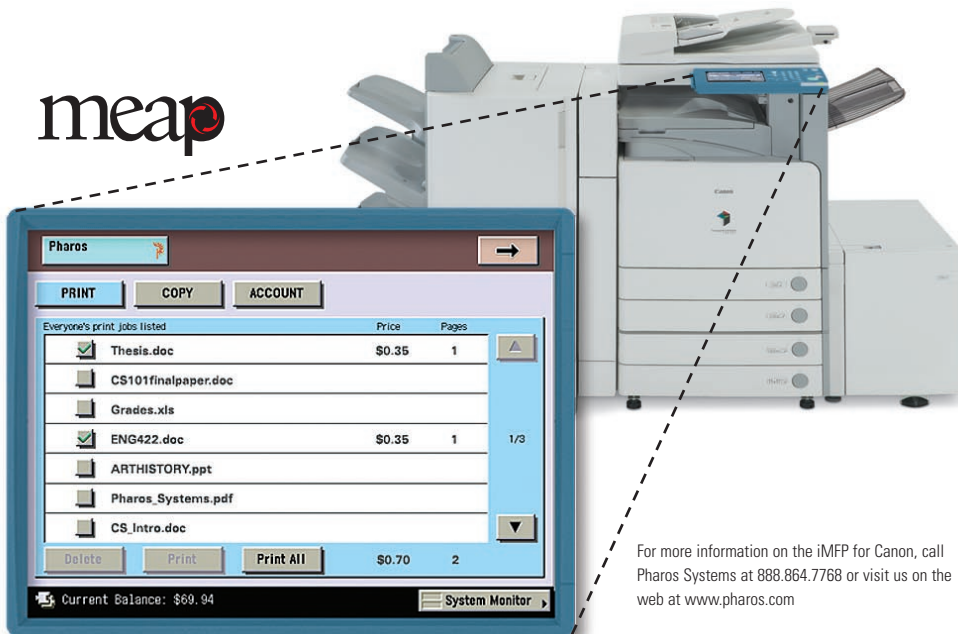 meap
Canon
Pharos
PRINT COPY ACCOUNT
Everyone's print jobs listed Price Pages
Thesis.doc $0.35 1
CS101finalpaper.doc
Grades.xls
ENG422.doc $0.35 1 1/3
ARTHISTORY.ppt
Pharos_Systems.pdf
CS_Intro.doc
Delete Print Print All $0.70 2
Current Balance: $69.94 System Monitor
For more information on the iMFP for Canon, call
Pharos Systems at 888.864.7768 or visit us on the
web at www.pharos.com